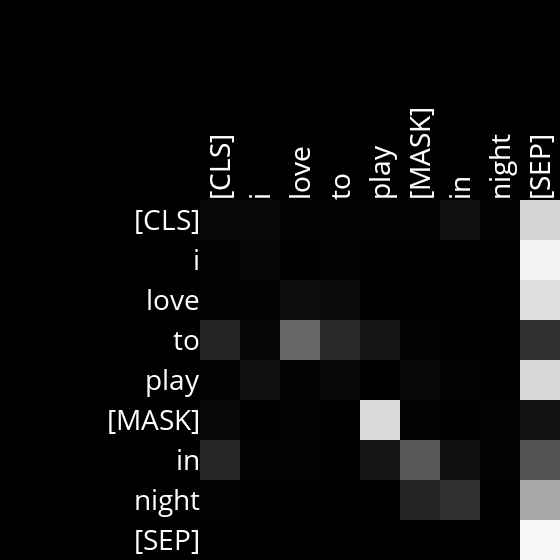 [CLS] i love to play [MASK] in night [SEP]
[CLS]
i
love
to
play
[MASK]
in
night
[SEP]